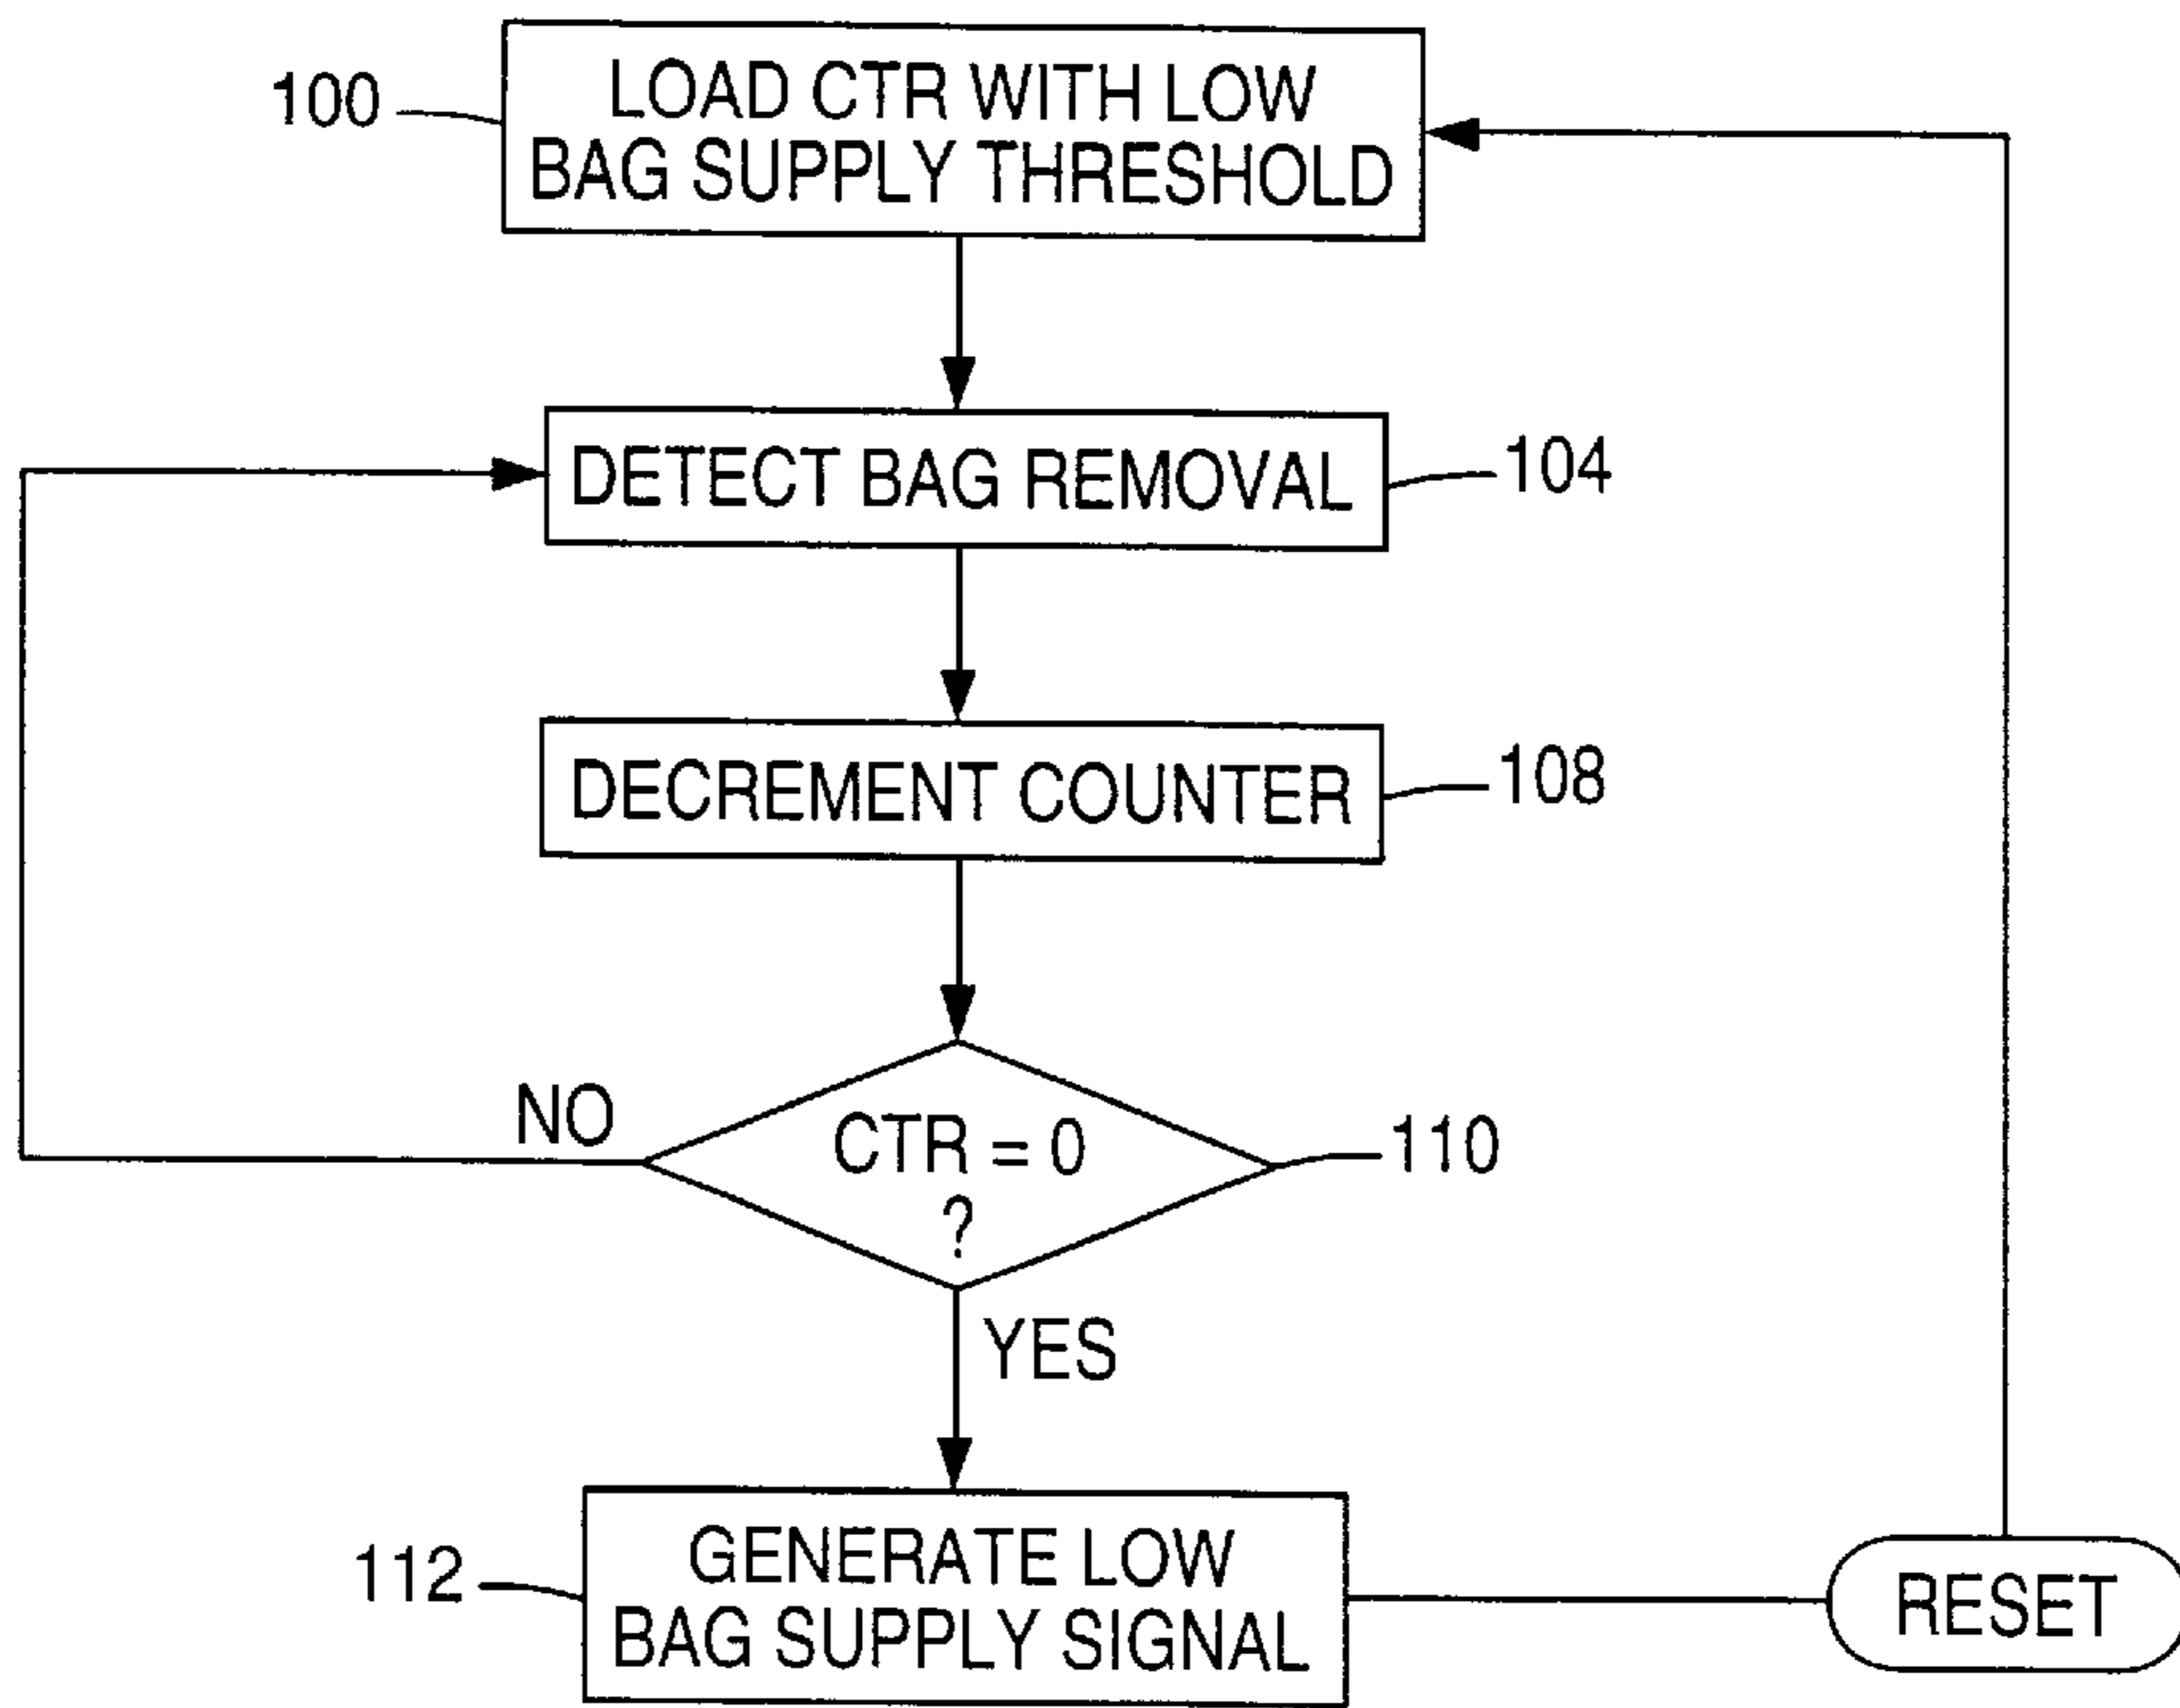 100
LOAD CTR WITH LOW
BAG SUPPLY THRESHOLD
DETECT BAG REMOVAL
104
DECREMENT COUNTER
108
NO
CTR = 0
?
110
YES
112
GENERATE LOW
BAG SUPPLY SIGNAL
RESET